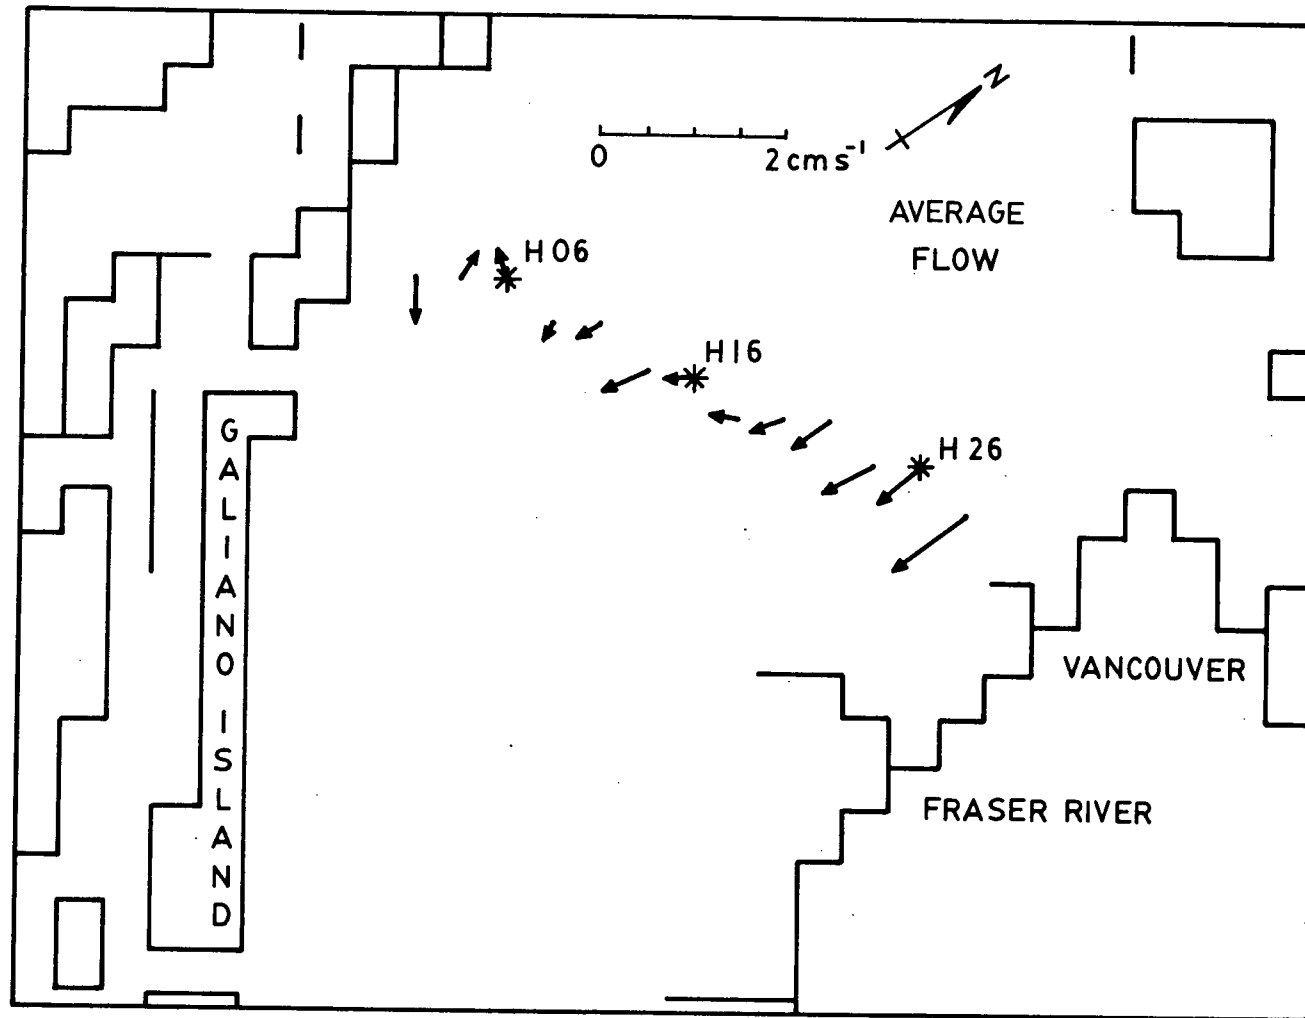 N
0 2 cm s⁻¹
AVERAGE
FLOW
H06
H16
H26
GALIANO ISLAND
VANCOUVER
FRASER RIVER